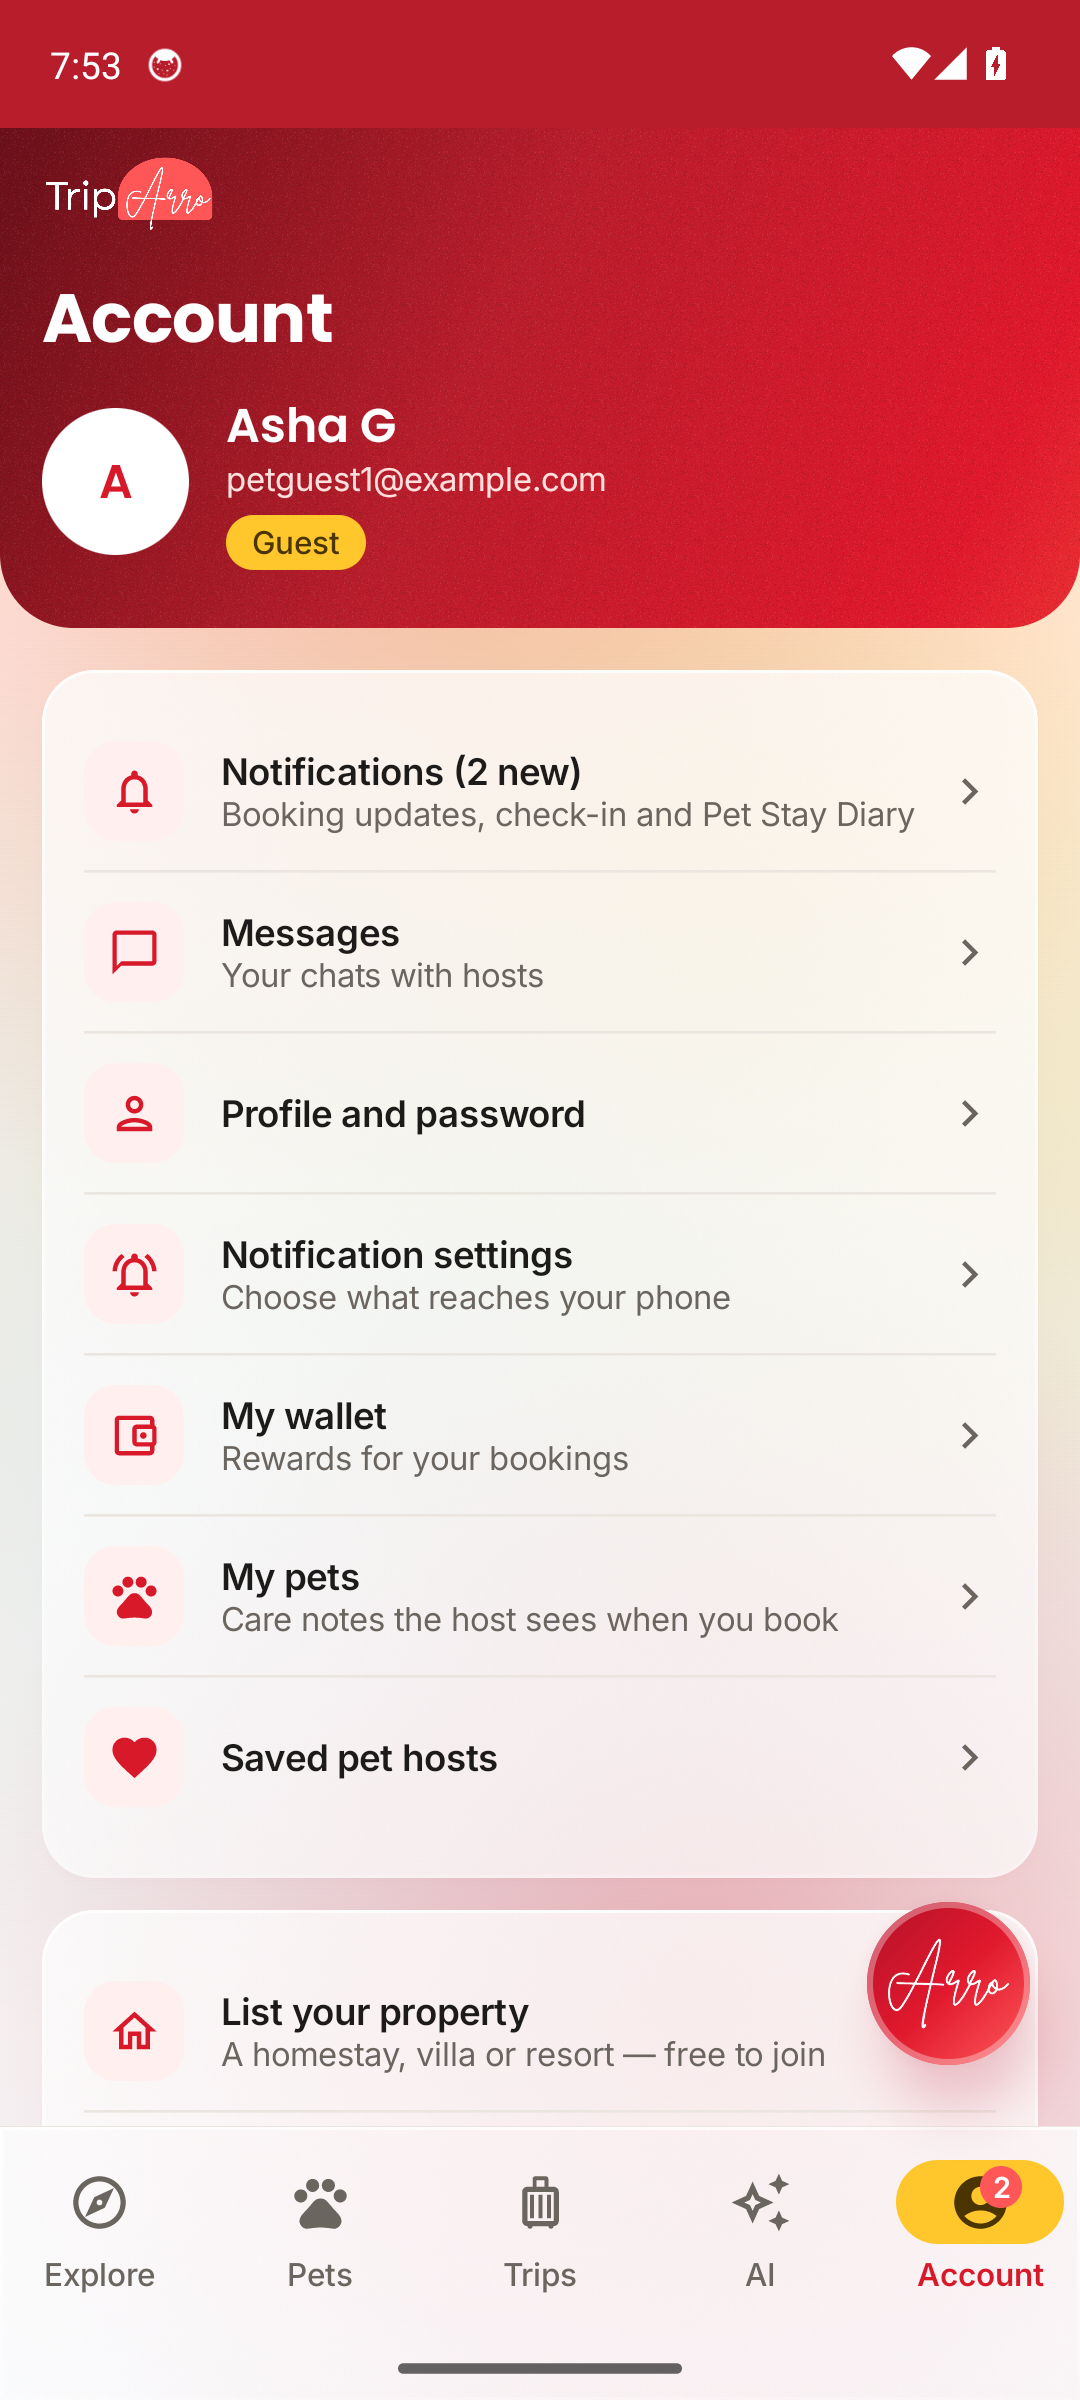 7:53
Trip Arro
Account
A
Asha G
petguest1@example.com
Guest
Notifications (2 new)
Booking updates, check-in and Pet Stay Diary
Messages
Your chats with hosts
Profile and password
Notification settings
Choose what reaches your phone
My wallet
Rewards for your bookings
My pets
Care notes the host sees when you book
Saved pet hosts
Arro
List your property
A homestay, villa or resort — free to join
2
Explore
Pets
Trips
AI
Account